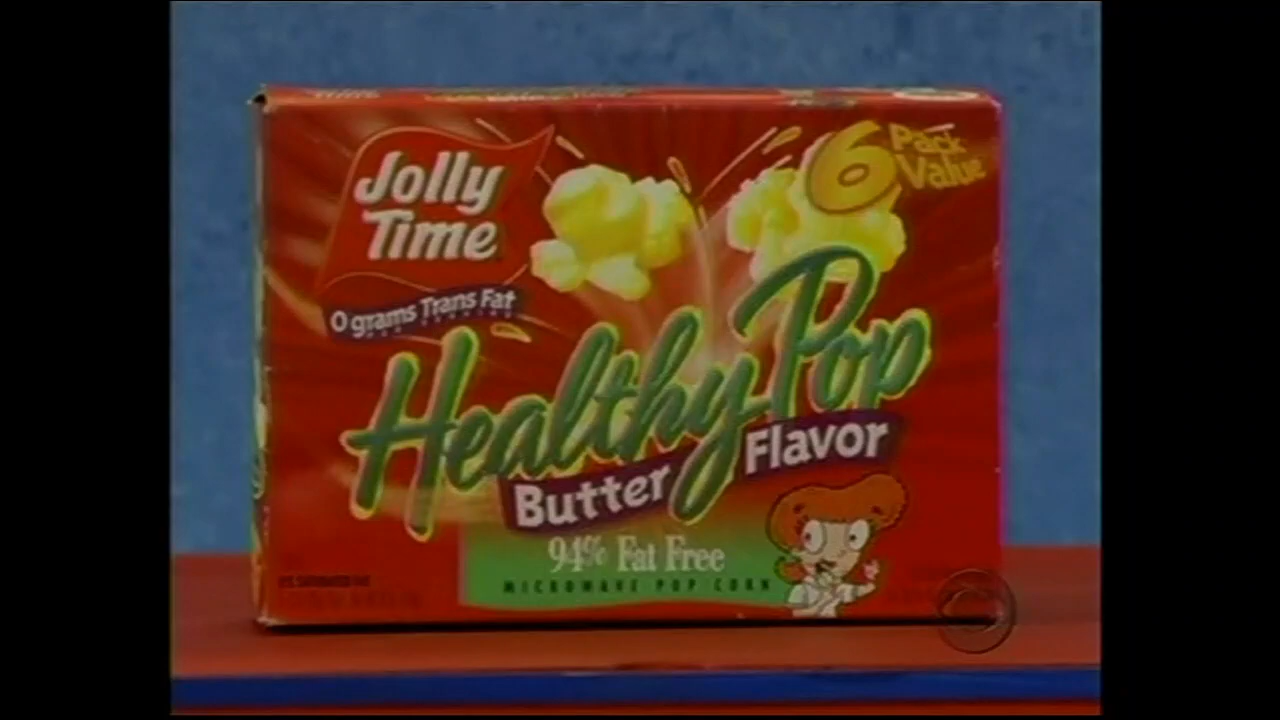 Jolly
Time
6
Pack
Value
0 grams Trans Fat
Healthy Pop
Butter Flavor
94% Fat Free
MICROWAVE POP CORN